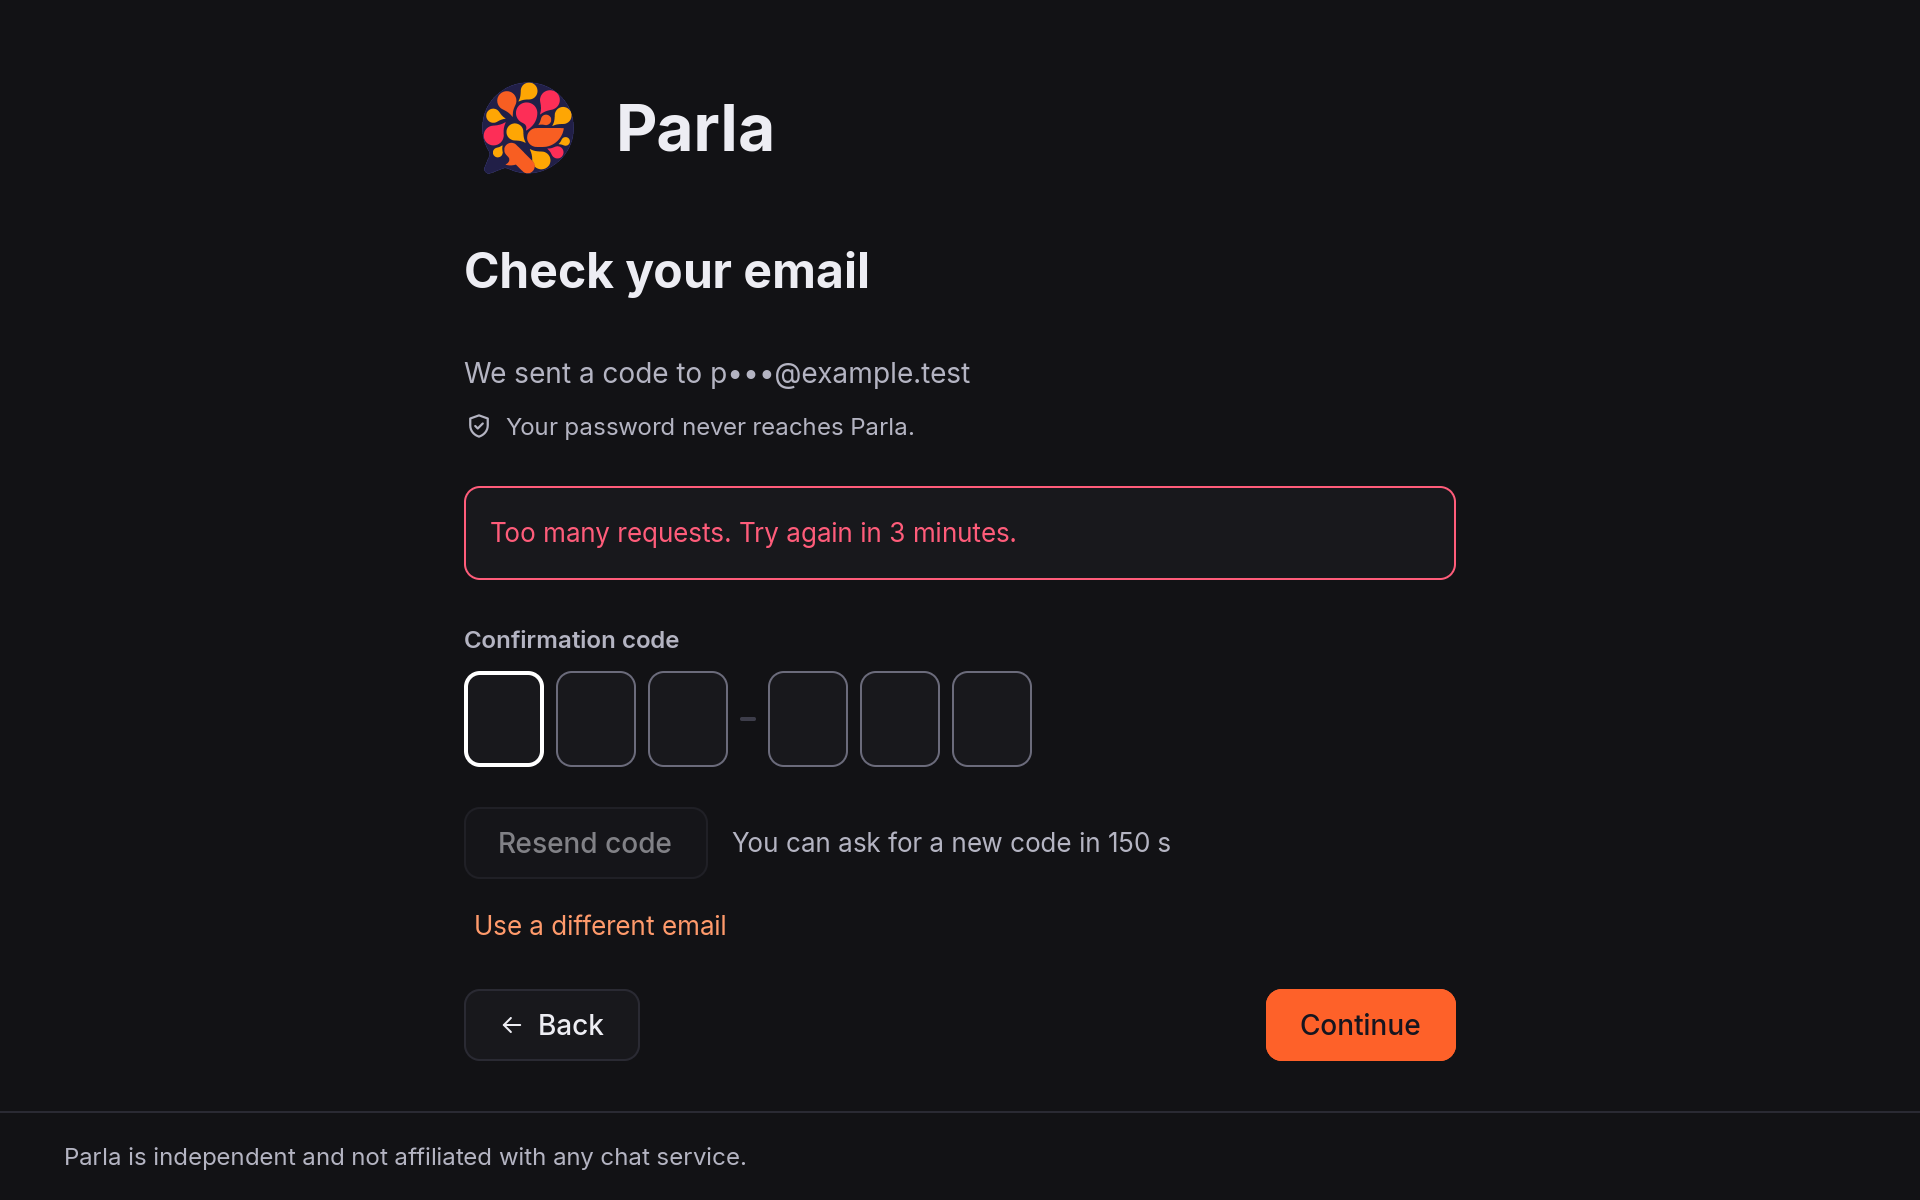 Parla
Check your email
We sent a code to p•••@example.test
Your password never reaches Parla.
Too many requests. Try again in 3 minutes.
Confirmation code
–
Resend code
You can ask for a new code in 150 s
Use a different email
← Back
Continue
Parla is independent and not affiliated with any chat service.